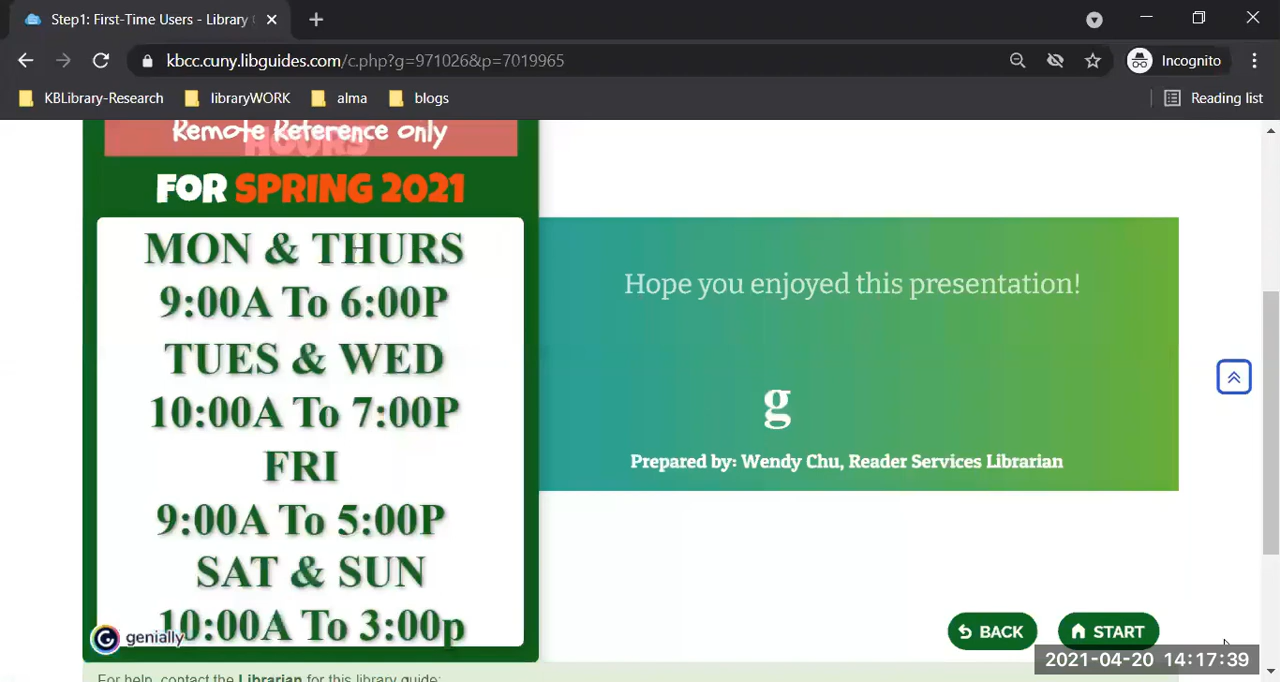 Step1: First-Time Users - Library
kbcc.cuny.libguides.com/c.php?g=971026&p=7019965
Incognito
KBLibrary-Research
libraryWORK
alma
blogs
Reading list
Remote Reference only
HOURS
FOR SPRING 2021
MON & THURS
9:00A To 6:00P
TUES & WED
10:00A To 7:00P
FRI
9:00A To 5:00P
SAT & SUN
10:00A To 3:00p
genially
Hope you enjoyed this presentation!
g
Prepared by: Wendy Chu, Reader Services Librarian
BACK
START
2021-04-20 14:17:39
For help, contact the Librarian for this library guide: